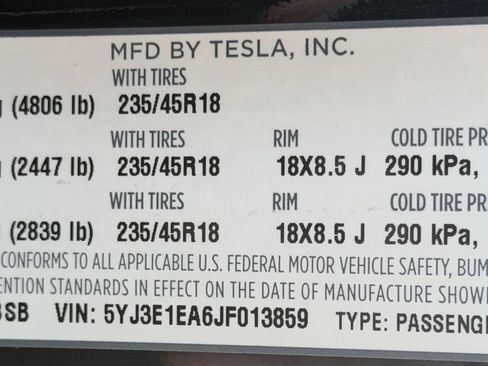 MFD BY TESLA, INC.
WITH TIRES
(4806 lb) 235/45R18
WITH TIRES RIM COLD TIRE PR
(2447 lb) 235/45R18 18X8.5 J 290 kPa,
WITH TIRES RIM COLD TIRE PR
(2839 lb) 235/45R18 18X8.5 J 290 kPa,
CONFORMS TO ALL APPLICABLE U.S. FEDERAL MOTOR VEHICLE SAFETY, BUM
ENTION STANDARDS IN EFFECT ON THE DATE OF MANUFACTURE SHOW
3SB VIN: 5YJ3E1EA6JF013859 TYPE: PASSENG